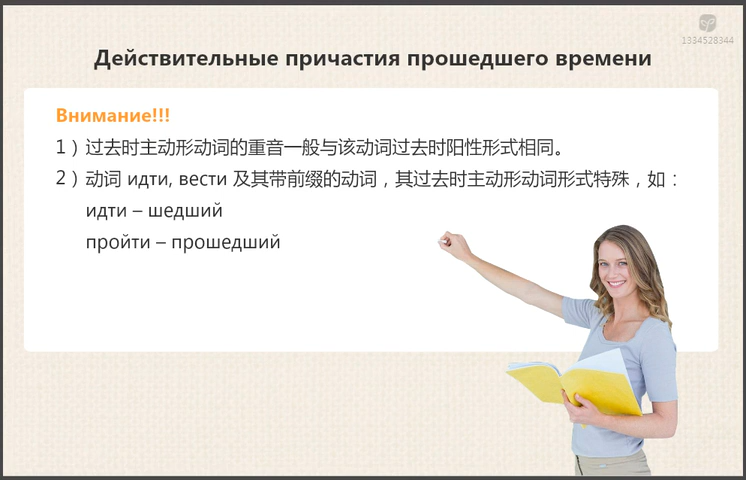 1334528344
Действительные причастия прошедшего времени
Внимание!!!
1）过去时主动形动词的重音一般与该动词过去时阳性形式相同。
2）动词 идти, вести 及其带前缀的动词，其过去时主动形动词形式特殊，如：
идти – шедший
пройти – прошедший